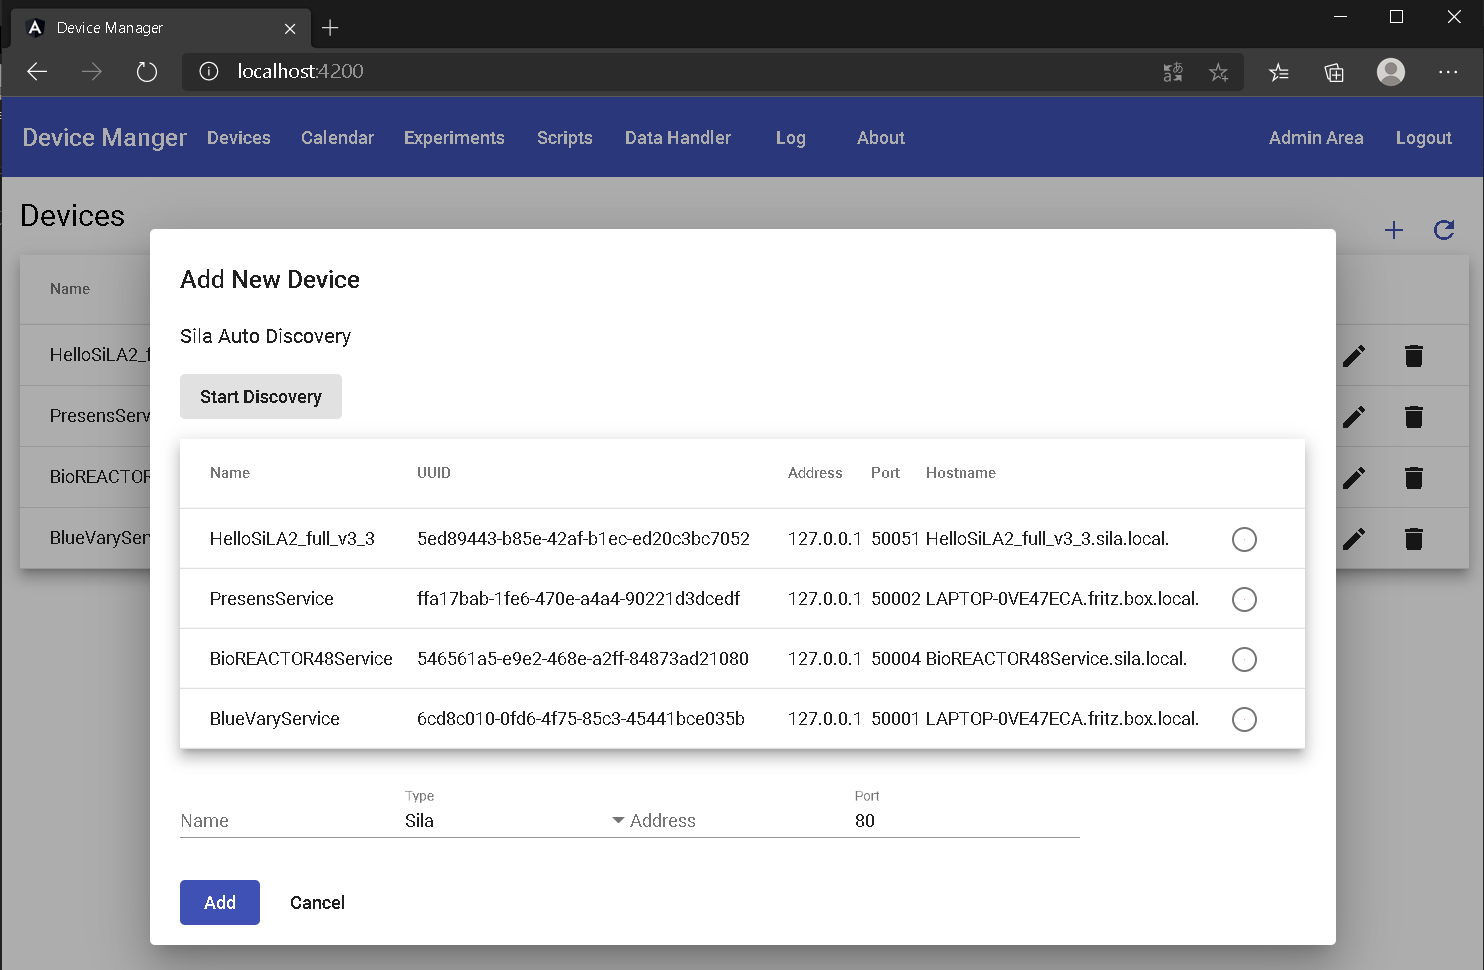 Device Manager
localhost:4200
Device Manger Devices Calendar Experiments Scripts Data Handler Log About Admin Area Logout
Devices
Name
HelloSiLA2_f
PresensServ
BioREACTOR
BlueVarySer
Add New Device
Sila Auto Discovery
Start Discovery
Name UUID Address Port Hostname
HelloSiLA2_full_v3_3 5ed89443-b85e-42af-b1ec-ed20c3bc7052 127.0.0.1 50051 HelloSiLA2_full_v3_3.sila.local.
PresensService ffa17bab-1fe6-470e-a4a4-90221d3dcedf 127.0.0.1 50002 LAPTOP-0VE47ECA.fritz.box.local.
BioREACTOR48Service 546561a5-e9e2-468e-a2ff-84873ad21080 127.0.0.1 50004 BioREACTOR48Service.sila.local.
BlueVaryService 6cd8c010-0fd6-4f75-85c3-45441bce035b 127.0.0.1 50001 LAPTOP-0VE47ECA.fritz.box.local.
Type Port
Name Sila Address 80
Add Cancel